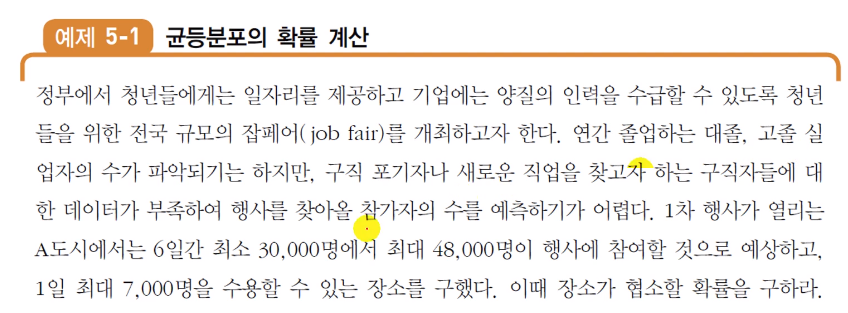 예제 5-1 균등분포의 확률 계산
정부에서 청년들에게는 일자리를 제공하고 기업에는 양질의 인력을 수급할 수 있도록 청년
들을 위한 전국 규모의 잡페어(job fair)를 개최하고자 한다. 연간 졸업하는 대졸, 고졸 실
업자의 수가 파악되기는 하지만, 구직 포기자나 새로운 직업을 찾고자 하는 구직자들에 대
한 데이터가 부족하여 행사를 찾아올 참가자의 수를 예측하기가 어렵다. 1차 행사가 열리는
A도시에서는 6일간 최소 30,000명에서 최대 48,000명이 행사에 참여할 것으로 예상하고,
1일 최대 7,000명을 수용할 수 있는 장소를 구했다. 이때 장소가 협소할 확률을 구하라.